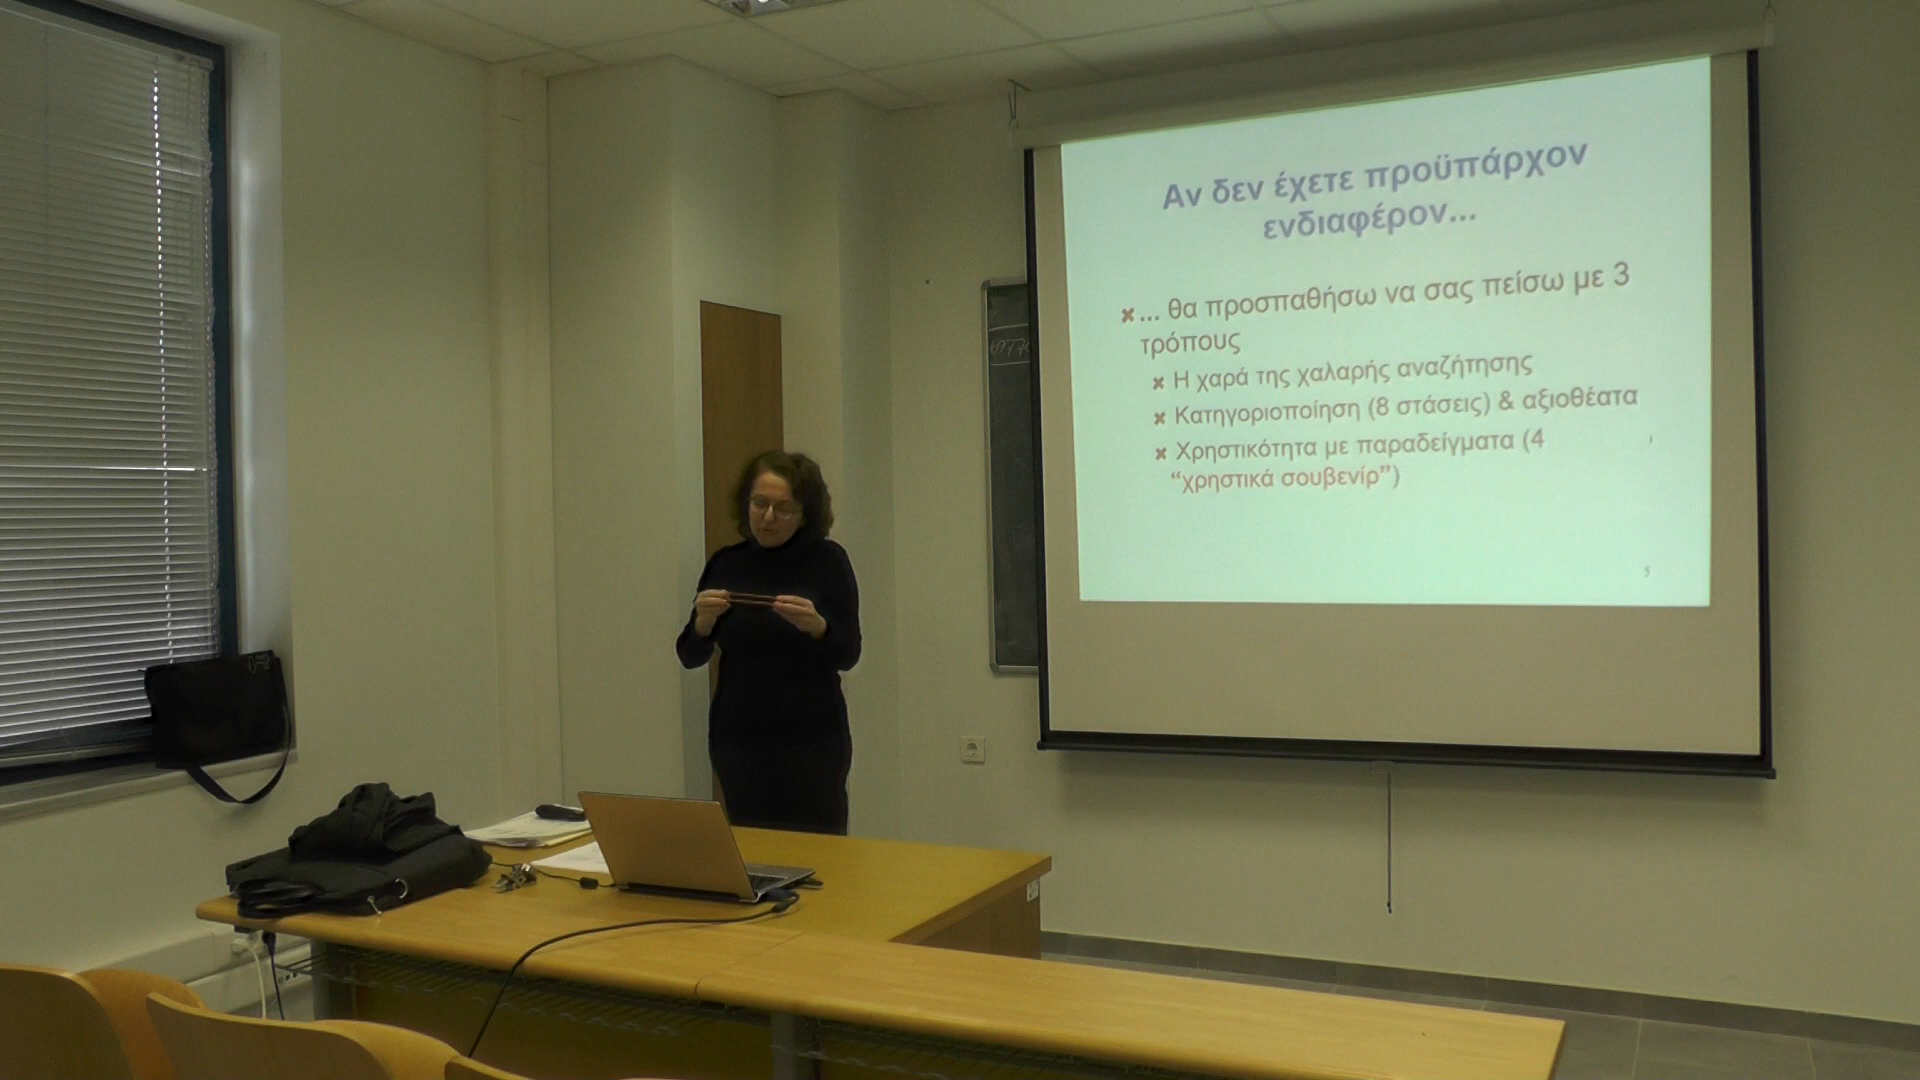 Αν δεν έχετε προϋπάρχον
ενδιαφέρον...
... θα προσπαθήσω να σας πείσω με 3
τρόπους
Η χαρά της χαλαρής αναζήτησης
Κατηγοριοποίηση (8 στάσεις) & αξιοθέατα
Χρηστικότητα με παραδείγματα (4
“χρηστικά σουβενίρ”)
5